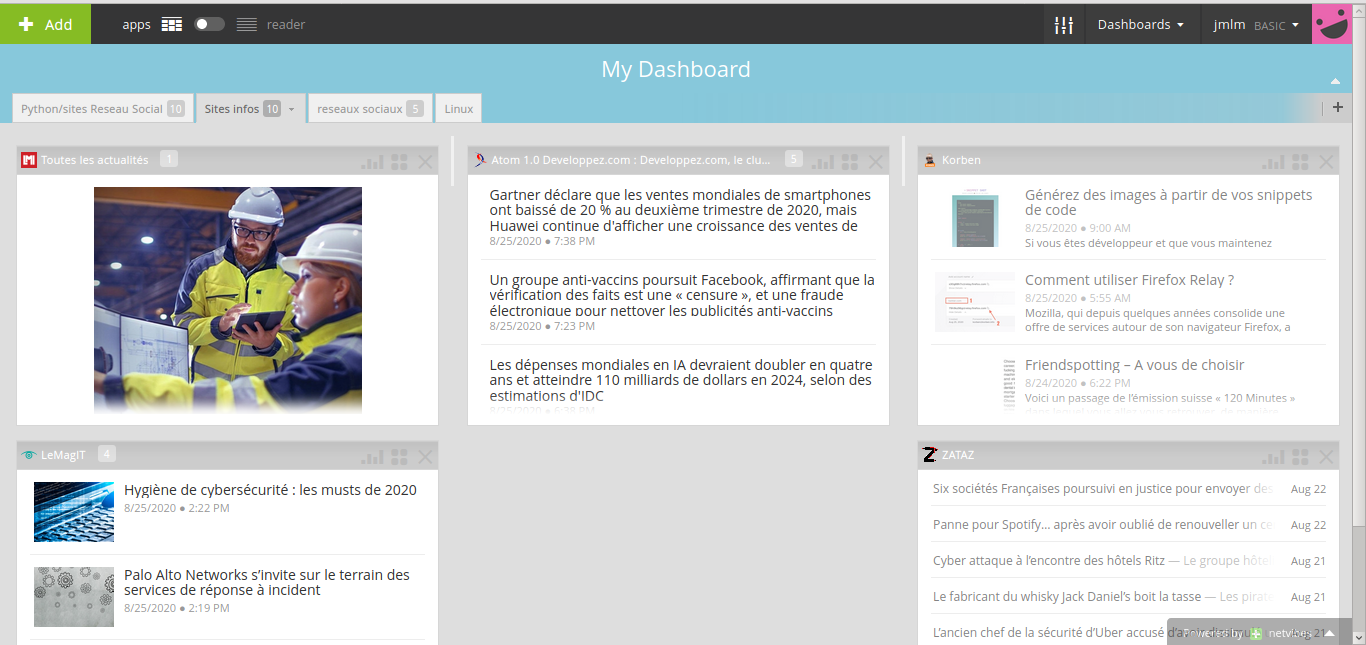 Add
apps
reader
Dashboards
jmlm BASIC
My Dashboard
Python/sites Reseau Social 10
Sites infos 10
reseaux sociaux 5
Linux
Toutes les actualités 1
Atom 1.0 Developpez.com : Developpez.com, le clu... 5
Gartner déclare que les ventes mondiales de smartphones
ont baissé de 20 % au deuxième trimestre de 2020, mais
Huawei continue d'afficher une croissance des ventes de
8/25/2020 ● 7:38 PM
Un groupe anti-vaccins poursuit Facebook, affirmant que la
vérification des faits est une « censure », et une fraude
électronique pour nettoyer les publicités anti-vaccins
8/25/2020 ● 7:23 PM
Les dépenses mondiales en IA devraient doubler en quatre
ans et atteindre 110 milliards de dollars en 2024, selon des
estimations d'IDC
8/25/2020 ● 6:38 PM
Korben
Générez des images à partir de vos snippets
de code
8/25/2020 ● 9:00 AM
Si vous êtes développeur et que vous maintenez
Comment utiliser Firefox Relay ?
8/25/2020 ● 5:55 AM
Mozilla, qui depuis quelques années consolide une
offre de services autour de son navigateur Firefox, a
Friendspotting – A vous de choisir
8/24/2020 ● 6:22 PM
Voici un passage de l'émission suisse « 120 Minutes »
LeMagIT 4
Hygiène de cybersécurité : les musts de 2020
8/25/2020 ● 2:22 PM
Palo Alto Networks s'invite sur le terrain des
services de réponse à incident
8/25/2020 ● 2:19 PM
ZATAZ
Six sociétés Françaises poursuivi en justice pour envoyer des Aug 22
Panne pour Spotify… après avoir oublié de renouveller un ce Aug 22
Cyber attaque à l'encontre des hôtels Ritz — Le groupe hôte Aug 21
Le fabricant du whisky Jack Daniel's boit la tasse — Les pirate Aug 21
L'ancien chef de la sécurité d'Uber accusé Aug 21
Powered by netvibes